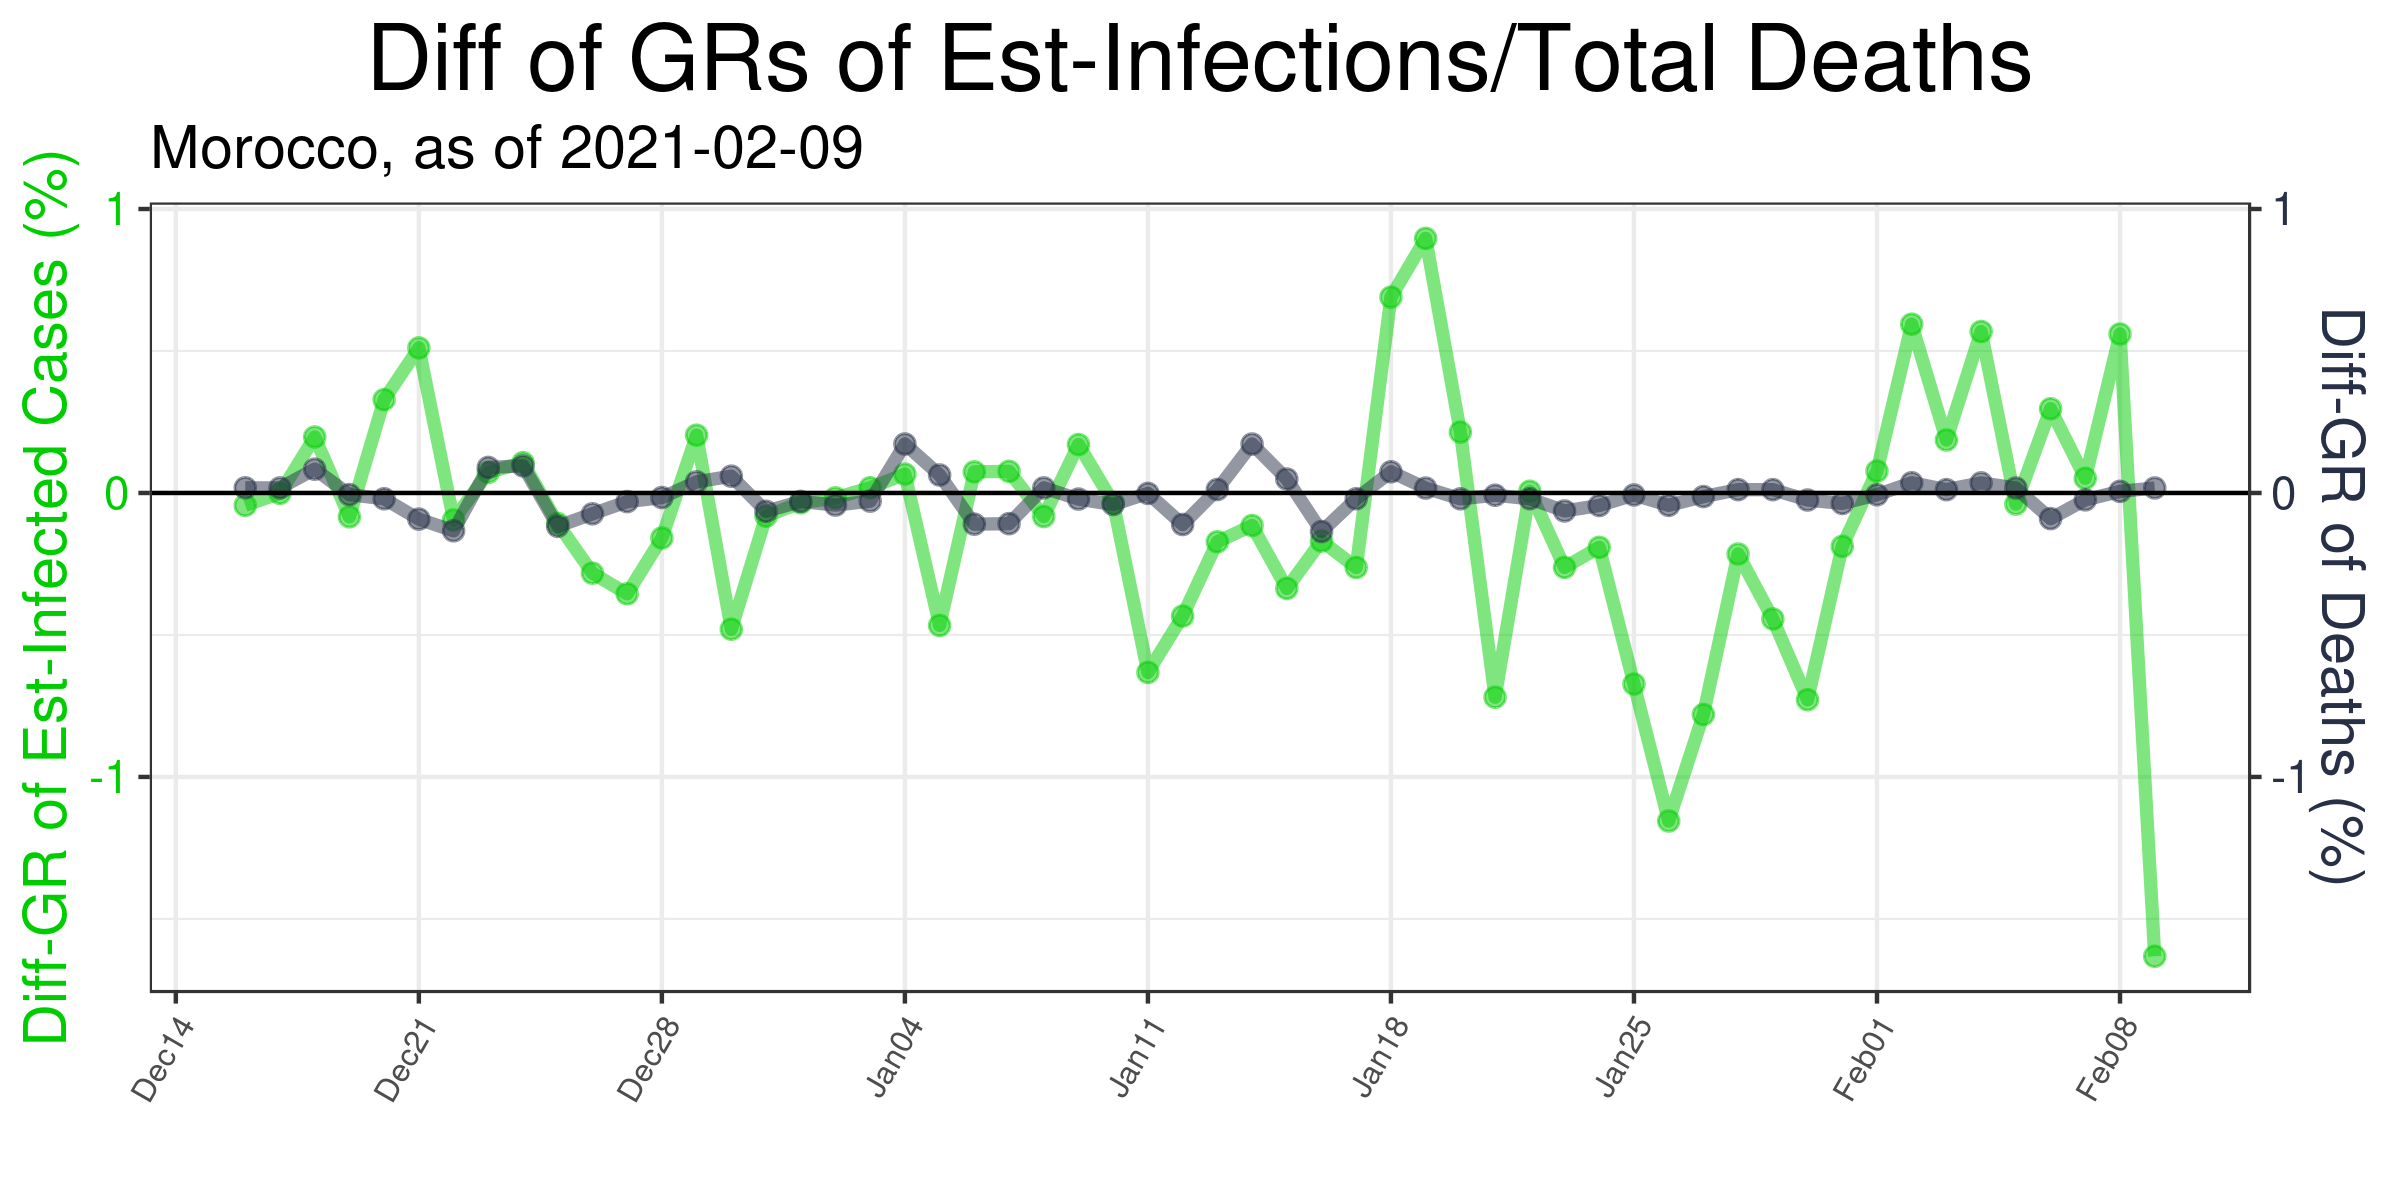 Diff of GRs of Est-Infections/Total Deaths
Morocco, as of 2021-02-09
Diff-GR of Est-Infected Cases (%)
1
0
-1
1
0
-1
Diff-GR of Deaths (%)
Dec14
Dec21
Dec28
Jan04
Jan11
Jan18
Jan25
Feb01
Feb08